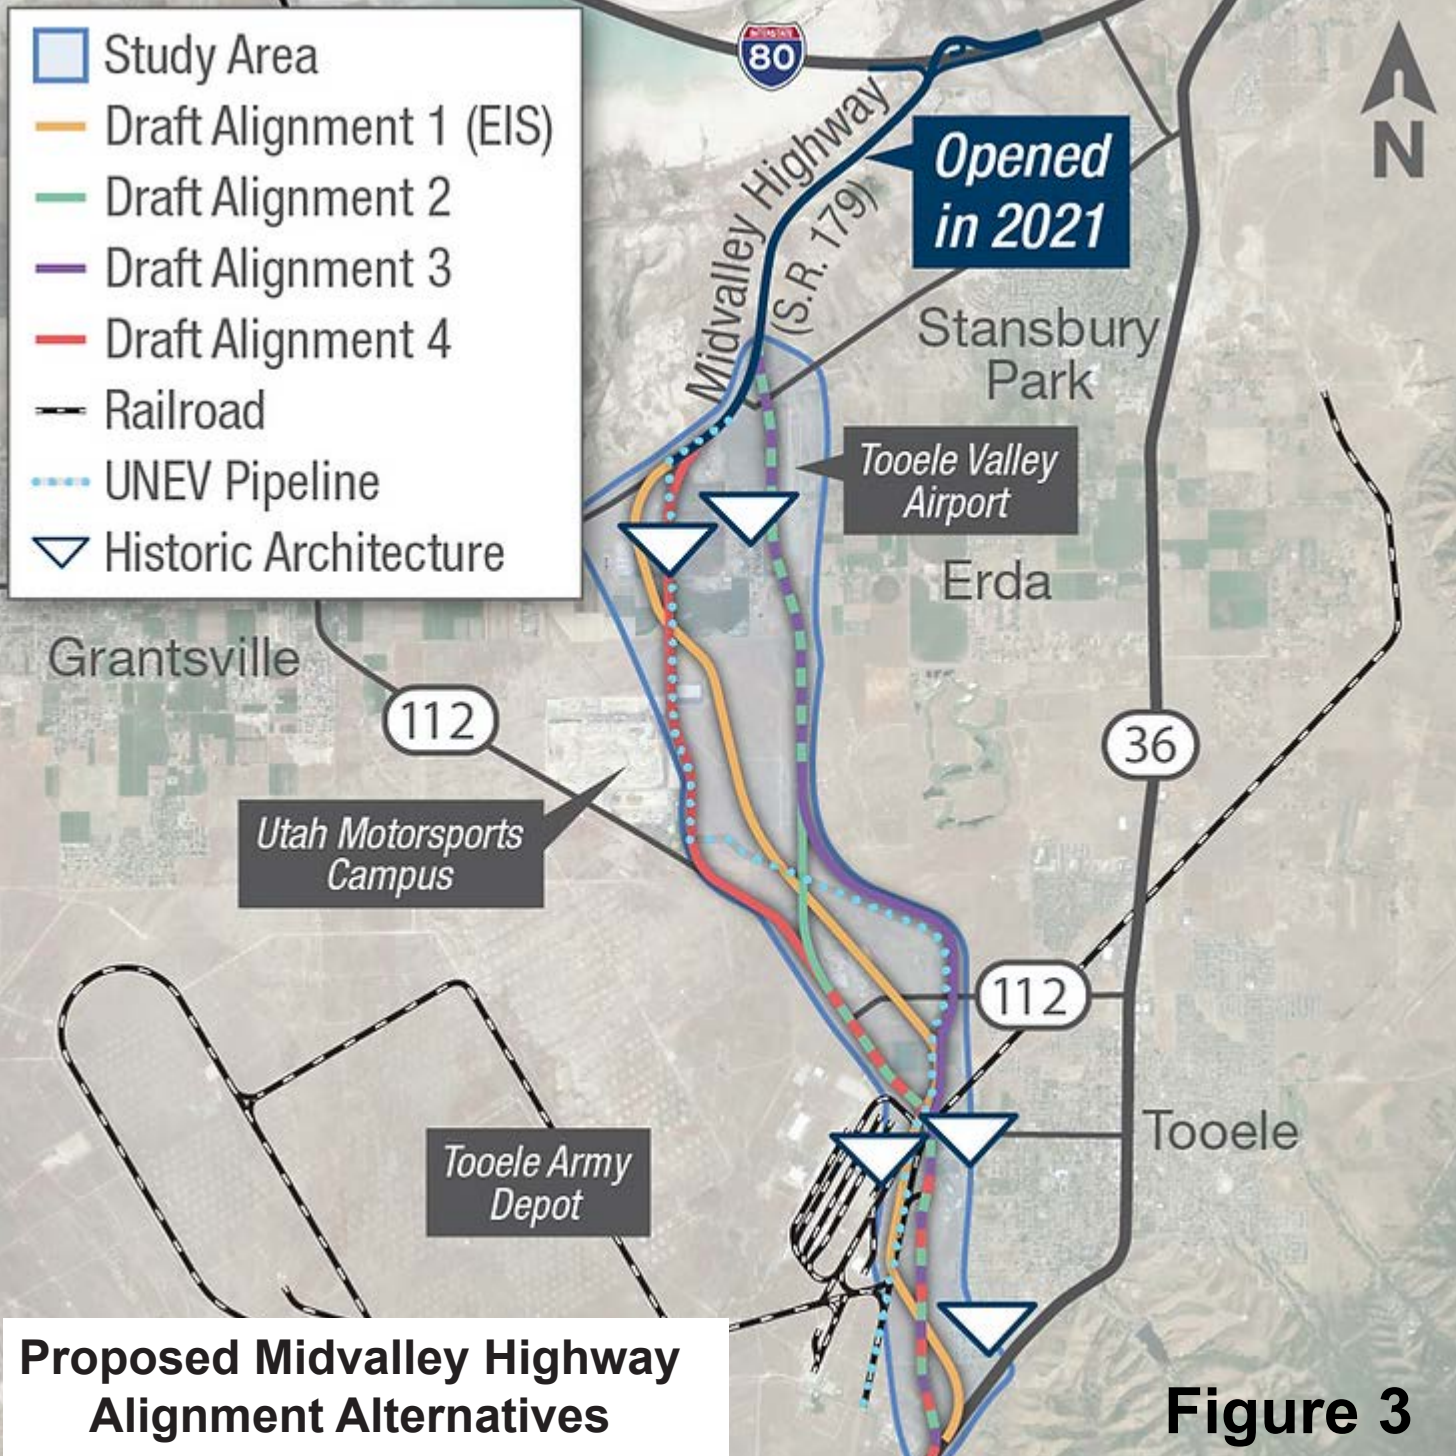 Study Area
Draft Alignment 1 (EIS)
Draft Alignment 2
Draft Alignment 3
Draft Alignment 4
Railroad
UNEV Pipeline
Historic Architecture
INTERSTATE
80
N
Midvalley Highway
(S.R. 179)
Opened
in 2021
Stansbury
Park
Tooele Valley
Airport
Erda
Grantsville
112
36
Utah Motorsports
Campus
112
Tooele
Tooele Army
Depot
Proposed Midvalley Highway
Alignment Alternatives
Figure 3